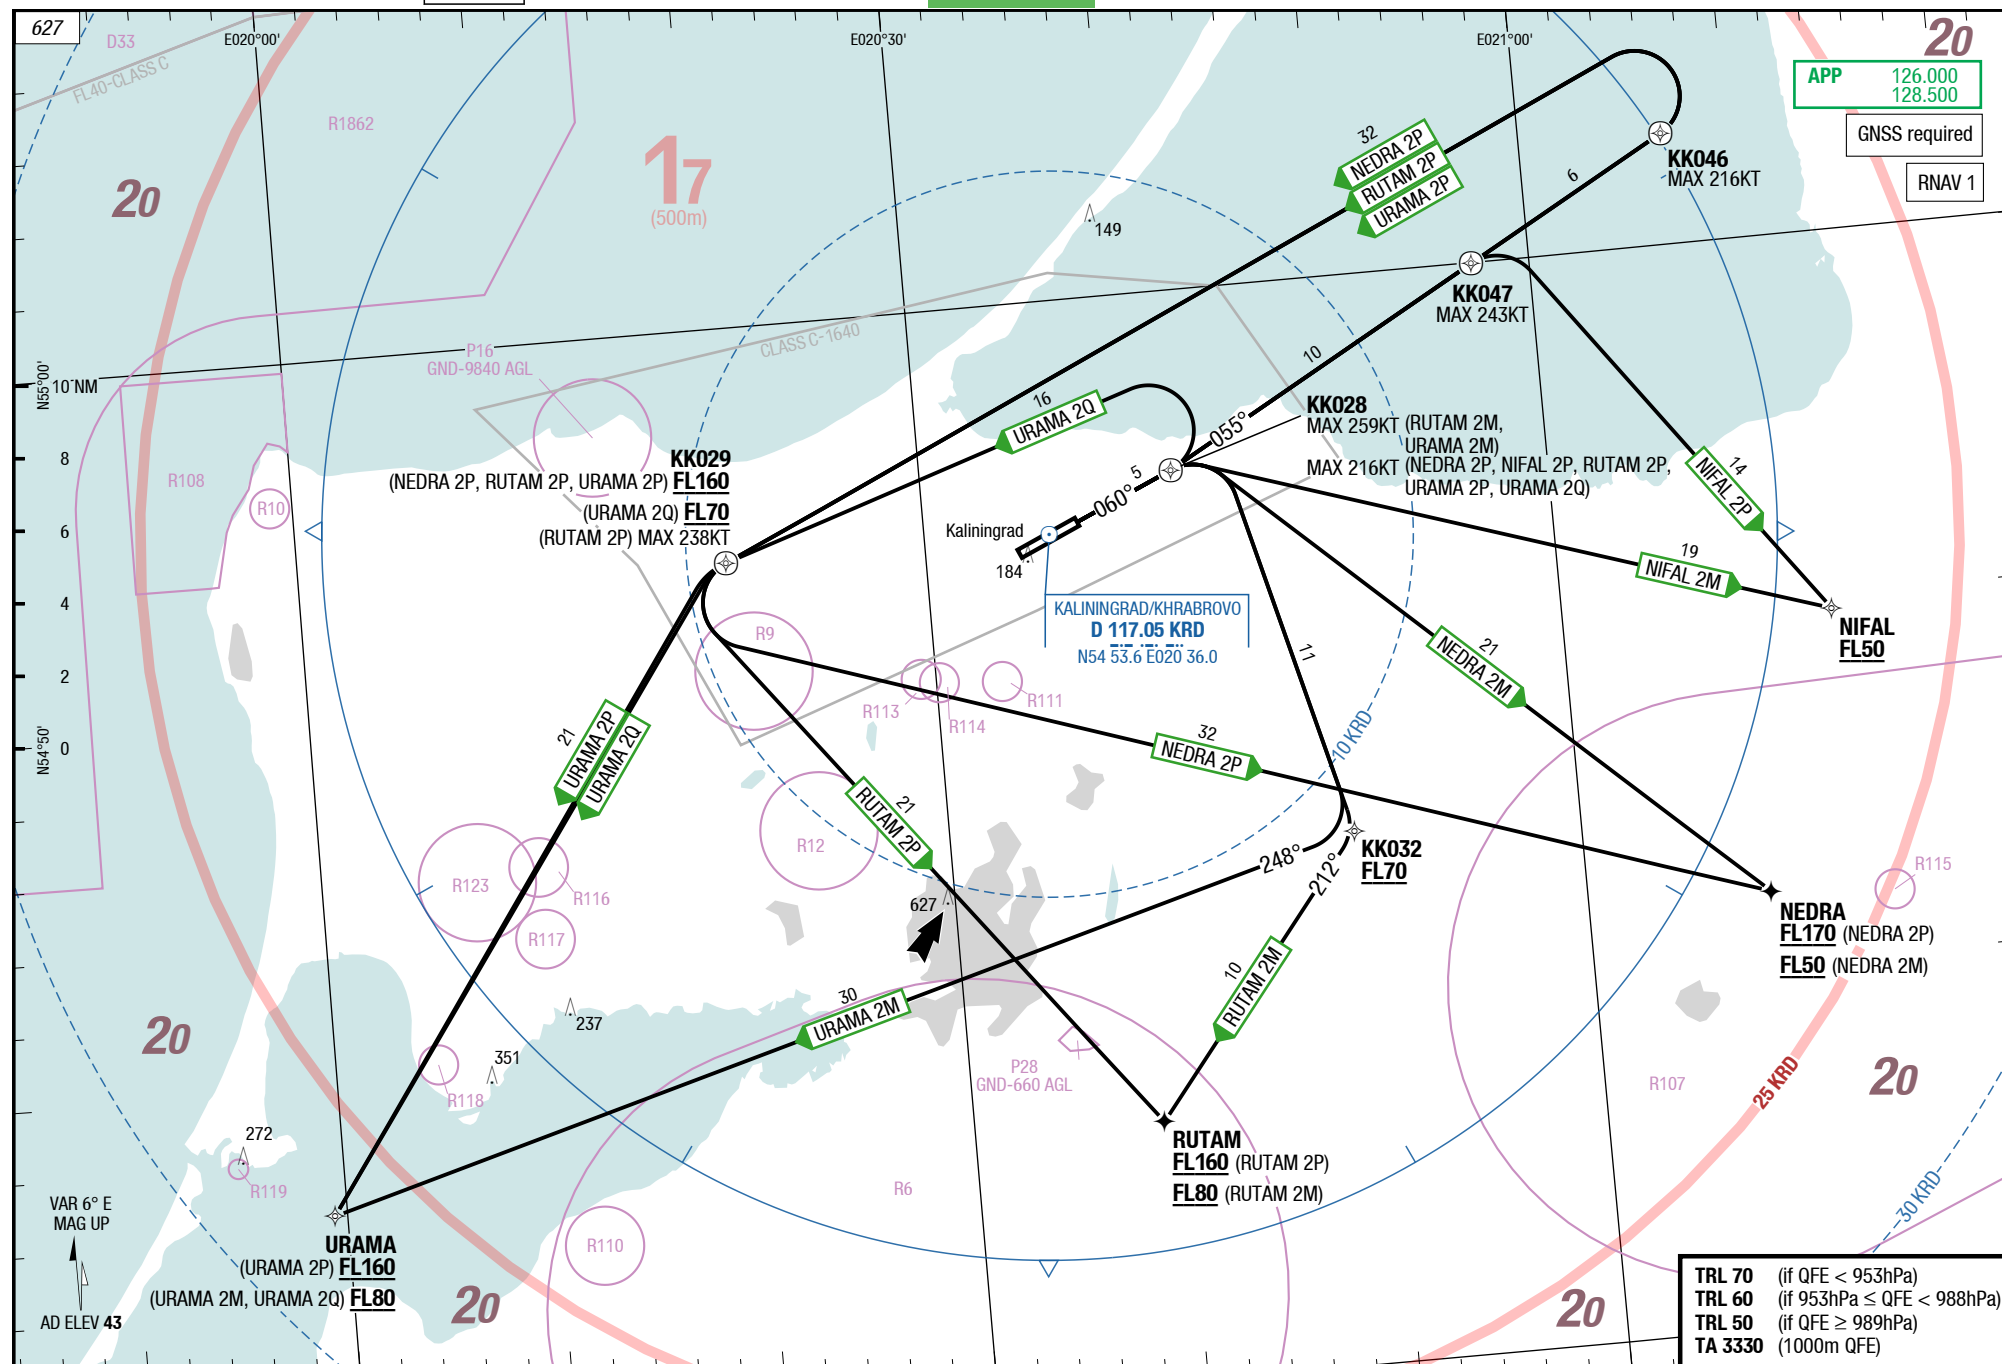 627
D33
FL40-CLASS C
E020°00'
E020°30'
E021°00'
20
APP 126.000
128.500
GNSS required
RNAV 1
R1862
17
(500m)
20
149
32
NEDRA 2P
RUTAM 2P
URAMA 2P
6
KK046
MAX 216KT
KK047
MAX 243KT
10
CLASS C-1640
P16
GND-9840 AGL
N55°00'
10 NM
8
6
4
2
0
N54°50'
R108
R10
16
URAMA 2Q
055°
5
060°
KK028
MAX 259KT (RUTAM 2M,
URAMA 2M)
MAX 216KT (NEDRA 2P, NIFAL 2P, RUTAM 2P,
URAMA 2P, URAMA 2Q)
14
NIFAL 2P
KK029
(NEDRA 2P, RUTAM 2P, URAMA 2P) FL160
(URAMA 2Q) FL70
(RUTAM 2P) MAX 238KT
Kaliningrad
184
KALININGRAD/KHRABROVO
D 117.05 KRD
N54 53.6 E020 36.0
19
NIFAL 2M
NIFAL
FL50
R9
R113
R114
R111
11
21
NEDRA 2M
10 KRD
32
NEDRA 2P
21
URAMA 2P
URAMA 2Q
21
RUTAM 2P
R12
R123
R116
R117
248°
212°
KK032
FL70
R115
627
NEDRA
FL170 (NEDRA 2P)
FL50 (NEDRA 2M)
10
RUTAM 2M
30
URAMA 2M
237
351
R118
20
P28
GND-660 AGL
R107
25 KRD
20
272
R119
RUTAM
FL160 (RUTAM 2P)
FL80 (RUTAM 2M)
R6
30 KRD
VAR 6° E
MAG UP
AD ELEV 43
URAMA
(URAMA 2P) FL160
(URAMA 2M, URAMA 2Q) FL80
R110
20
20
TRL 70 (if QFE < 953hPa)
TRL 60 (if 953hPa ≤ QFE < 988hPa)
TRL 50 (if QFE ≥ 989hPa)
TA 3330 (1000m QFE)